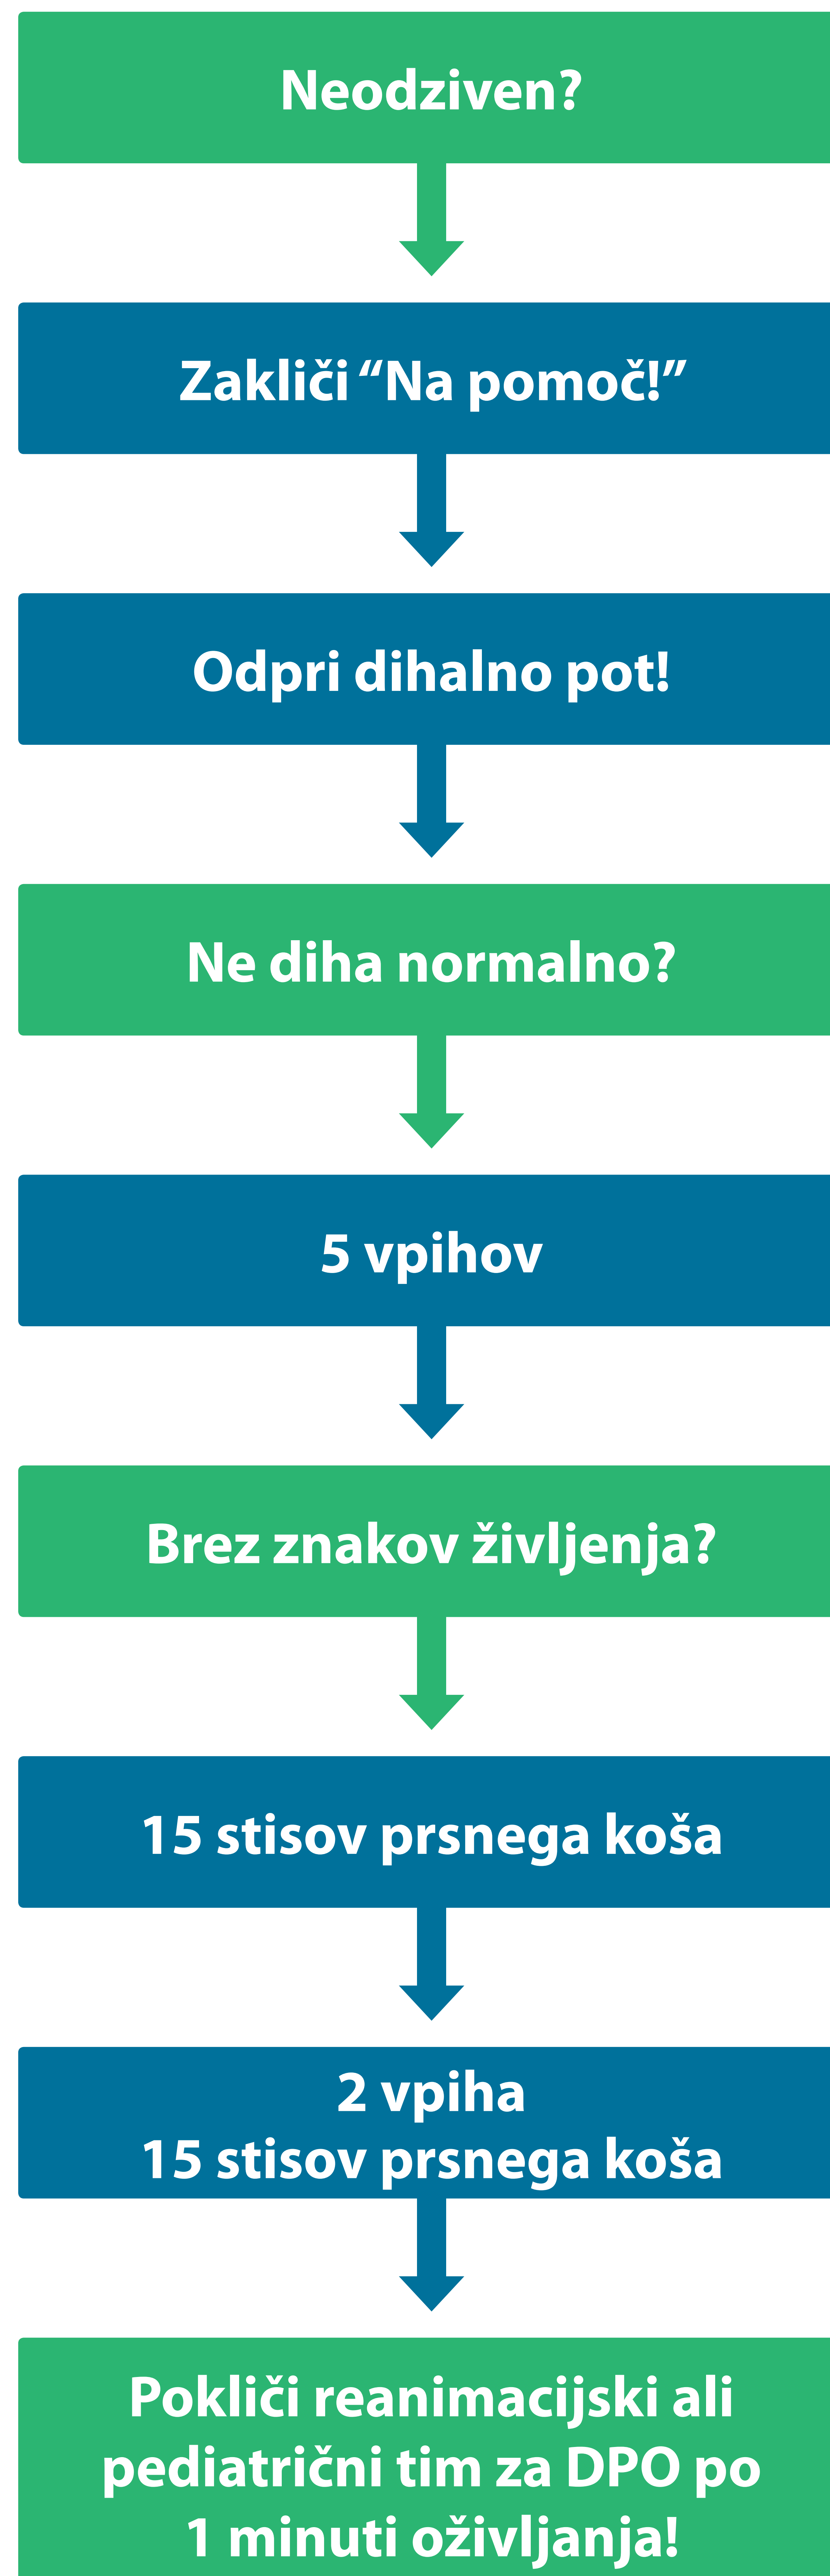 Neodziven?
Zakliči “Na pomoč!”
Odpri dihalno pot!
Ne diha normalno?
5 vpihov
Brez znakov življenja?
15 stisov prsnega koša
2 vpiha
15 stisov prsnega koša
Pokliči reanimacijski ali
pediatrični tim za DPO po
1 minuti oživljanja!